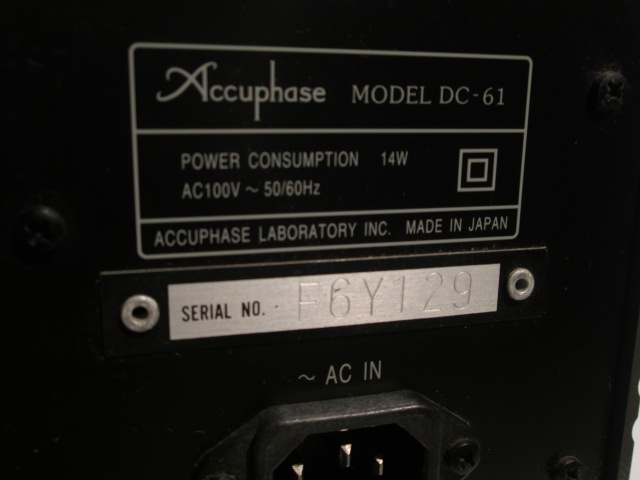 Accuphase MODEL DC-61
POWER CONSUMPTION 14W
AC100V ~ 50/60Hz
ACCUPHASE LABORATORY INC. MADE IN JAPAN
SERIAL NO. F6Y129
~ AC IN